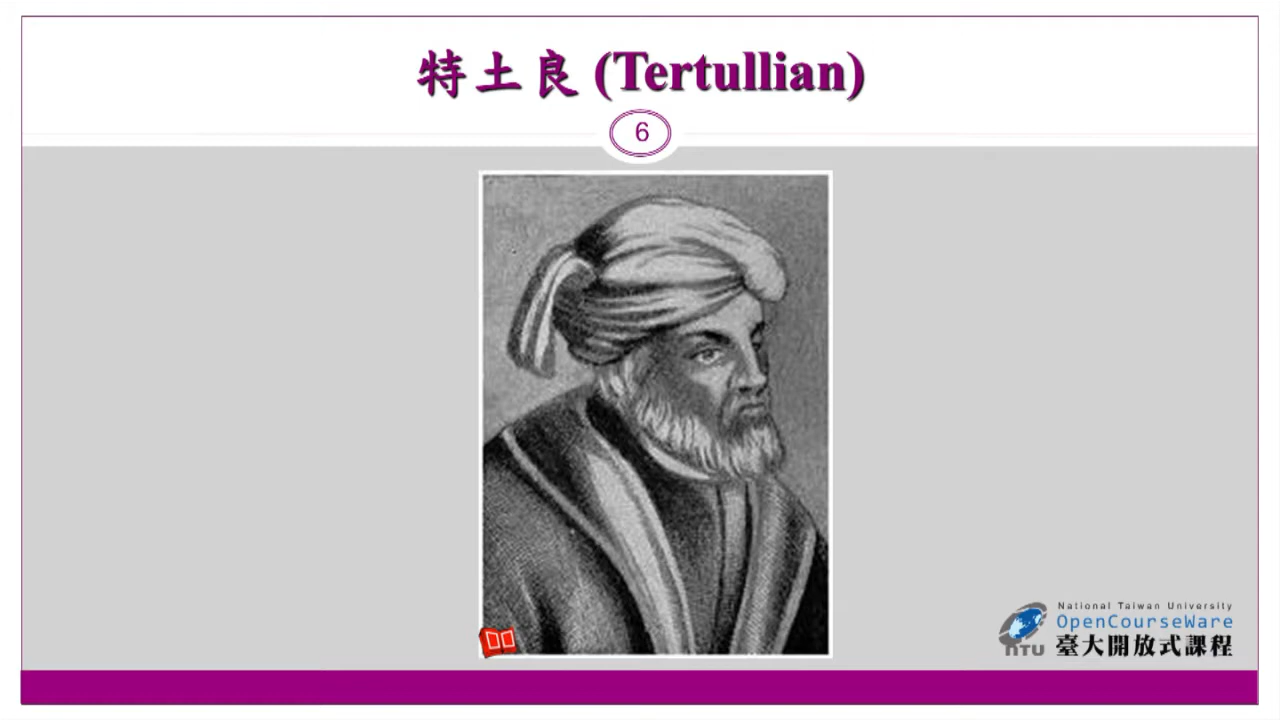 特土良 (Tertullian)
6
National Taiwan University
OpenCourseWare
NTU 臺大開放式課程